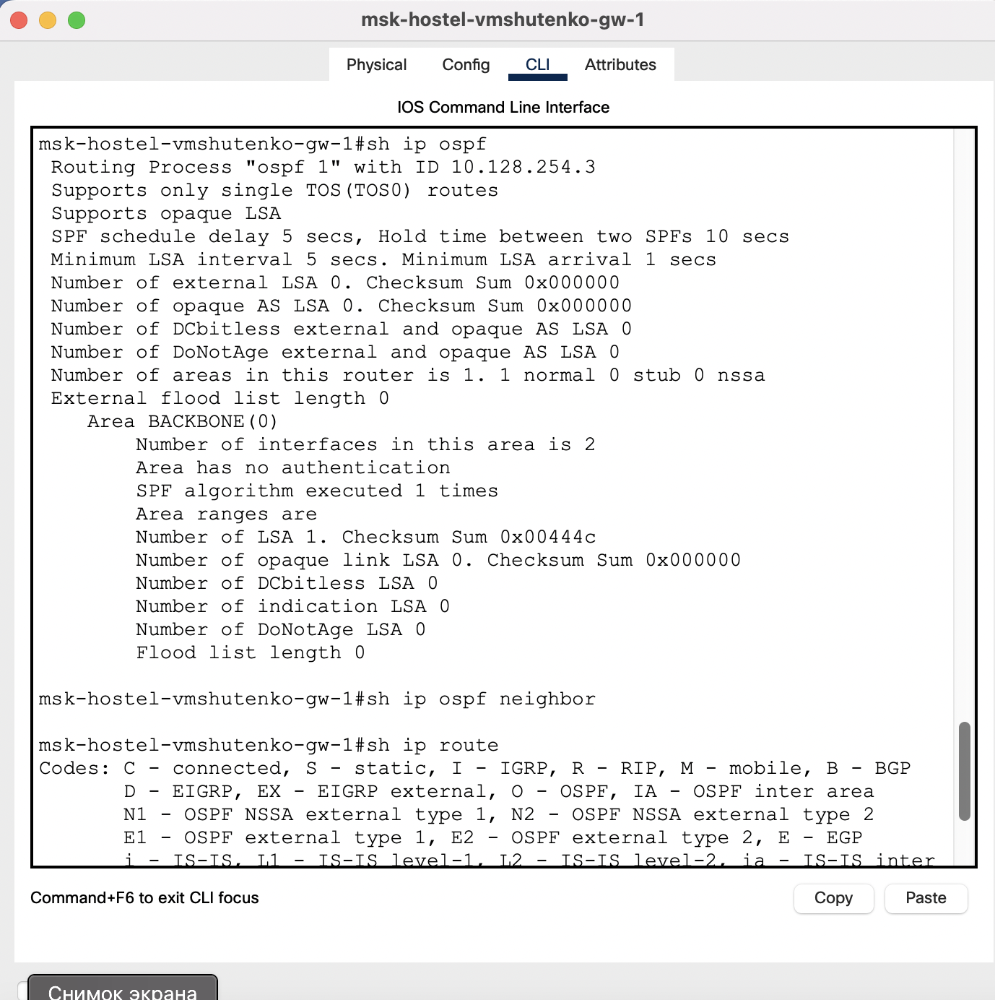 msk-hostel-vmshutenko-gw-1
Physical Config CLI Attributes
IOS Command Line Interface
msk-hostel-vmshutenko-gw-1#sh ip ospf
Routing Process "ospf 1" with ID 10.128.254.3
Supports only single TOS(TOS0) routes
Supports opaque LSA
SPF schedule delay 5 secs, Hold time between two SPFs 10 secs
Minimum LSA interval 5 secs. Minimum LSA arrival 1 secs
Number of external LSA 0. Checksum Sum 0x000000
Number of opaque AS LSA 0. Checksum Sum 0x000000
Number of DCbitless external and opaque AS LSA 0
Number of DoNotAge external and opaque AS LSA 0
Number of areas in this router is 1. 1 normal 0 stub 0 nssa
External flood list length 0
Area BACKBONE(0)
Number of interfaces in this area is 2
Area has no authentication
SPF algorithm executed 1 times
Area ranges are
Number of LSA 1. Checksum Sum 0x00444c
Number of opaque link LSA 0. Checksum Sum 0x000000
Number of DCbitless LSA 0
Number of indication LSA 0
Number of DoNotAge LSA 0
Flood list length 0
msk-hostel-vmshutenko-gw-1#sh ip ospf neighbor
msk-hostel-vmshutenko-gw-1#sh ip route
Codes: C - connected, S - static, I - IGRP, R - RIP, M - mobile, B - BGP
D - EIGRP, EX - EIGRP external, O - OSPF, IA - OSPF inter area
N1 - OSPF NSSA external type 1, N2 - OSPF NSSA external type 2
E1 - OSPF external type 1, E2 - OSPF external type 2, E - EGP
i - IS-IS, L1 - IS-IS level-1, L2 - IS-IS level-2, ia - IS-IS inter
Command+F6 to exit CLI focus
Copy Paste
Снимок экрана